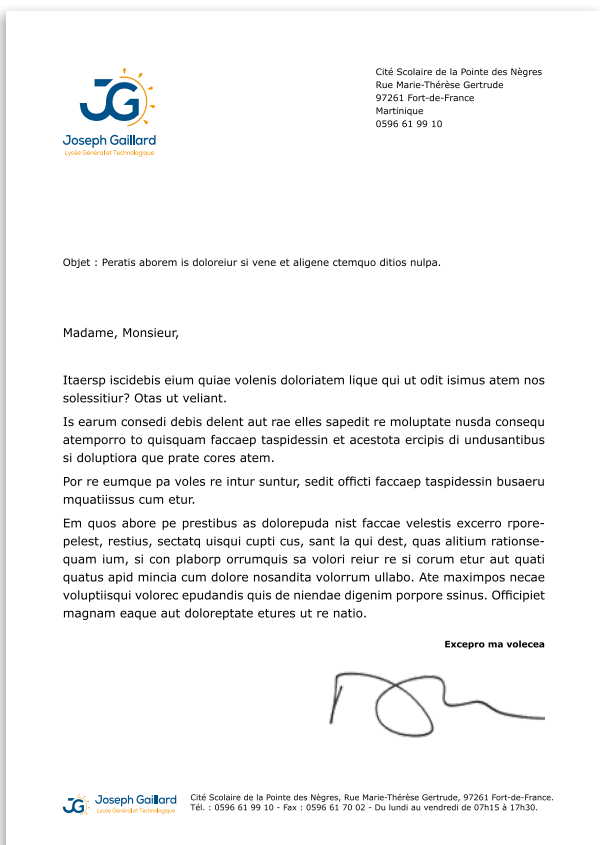 JG
Joseph Gaillard
Lycée Général et Technologique
Cité Scolaire de la Pointe des Nègres
Rue Marie-Thérèse Gertrude
97261 Fort-de-France
Martinique
0596 61 99 10
Objet : Peratis aborem is doloreiur si vene et aligene ctemquo ditios nulpa.
Madame, Monsieur,
Itaersp iscidebis eium quiae volenis doloriatem lique qui ut odit isimus atem nos
solessitiur? Otas ut veliant.
Is earum consedi debis delent aut rae elles sapedit re moluptate nusda consequ
atemporro to quisquam faccaep taspidessin et acestota ercipis di undusantibus
si doluptiora que prate cores atem.
Por re eumque pa voles re intur suntur, sedit officti faccaep taspidessin busaeru
mquatiissus cum etur.
Em quos abore pe prestibus as dolorepuda nist faccae velestis excerro rpore-
pelest, restius, sectatq uisqui cupti cus, sant la qui dest, quas alitium rationse-
quam ium, si con plaborp orrumquis sa volori reiur re si corum etur aut quati
quatus apid mincia cum dolore nosandita volorrum ullabo. Ate maximpos necae
voluptiisqui volorec epudandis quis de niendae digenim porpore ssinus. Officipiet
magnam eaque aut doloreptate etures ut re natio.
Excepro ma volecea
JG
Joseph Gaillard
Lycée Général et Technologique
Cité Scolaire de la Pointe des Nègres, Rue Marie-Thérèse Gertrude, 97261 Fort-de-France.
Tél. : 0596 61 99 10 - Fax : 0596 61 70 02 - Du lundi au vendredi de 07h15 à 17h30.